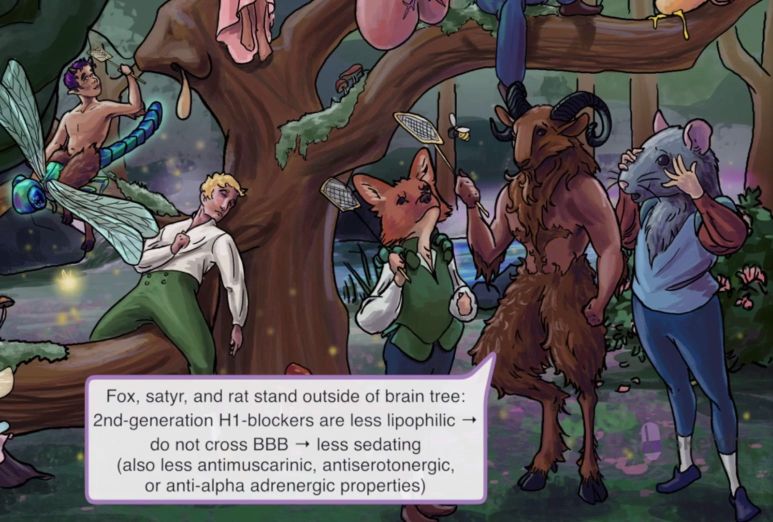 Fox, satyr, and rat stand outside of brain tree:
2nd-generation H1-blockers are less lipophilic →
do not cross BBB → less sedating
(also less antimuscarinic, antiserotonergic,
or anti-alpha adrenergic properties)